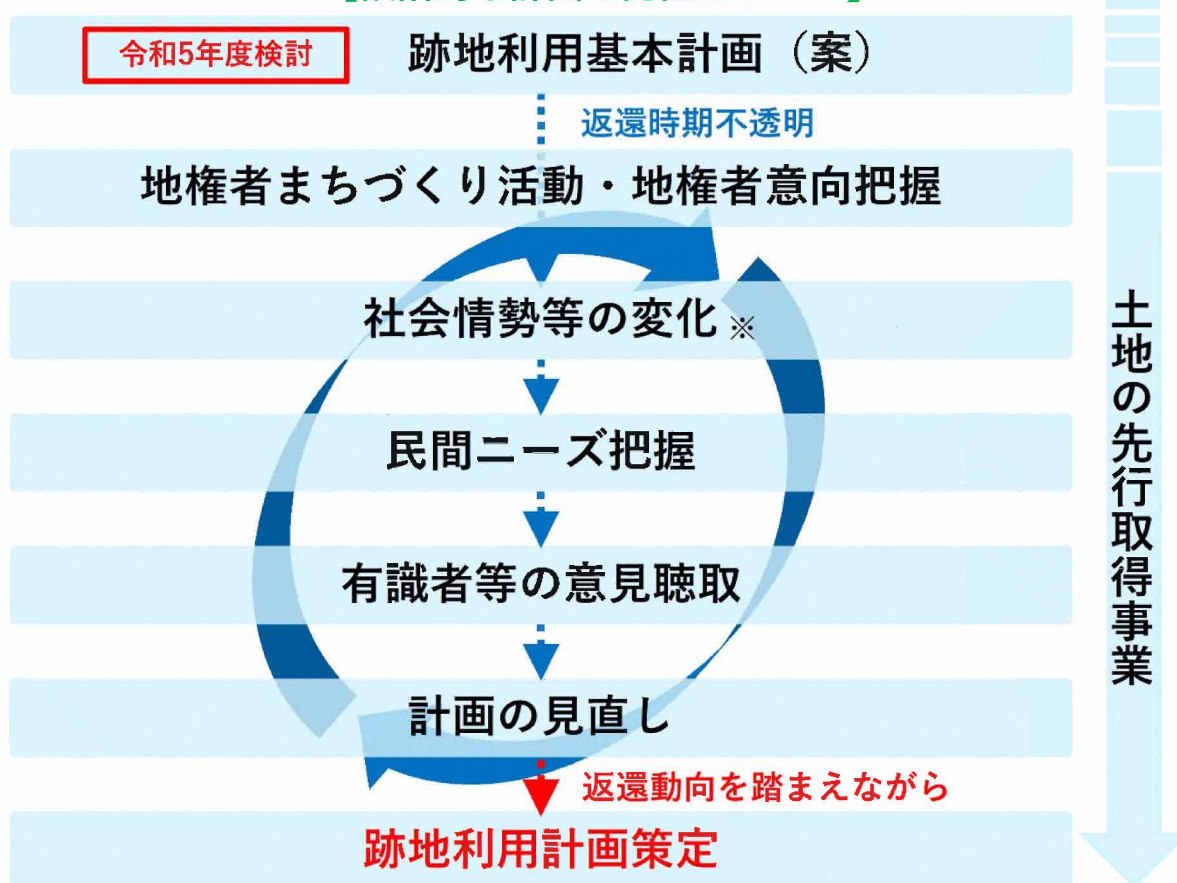 令和5年度検討
跡地利用基本計画（案）
返還時期不透明
地権者まちづくり活動・地権者意向把握
社会情勢等の変化※
民間ニーズ把握
有識者等の意見聴取
計画の見直し
返還動向を踏まえながら
跡地利用計画策定
土地の先行取得事業